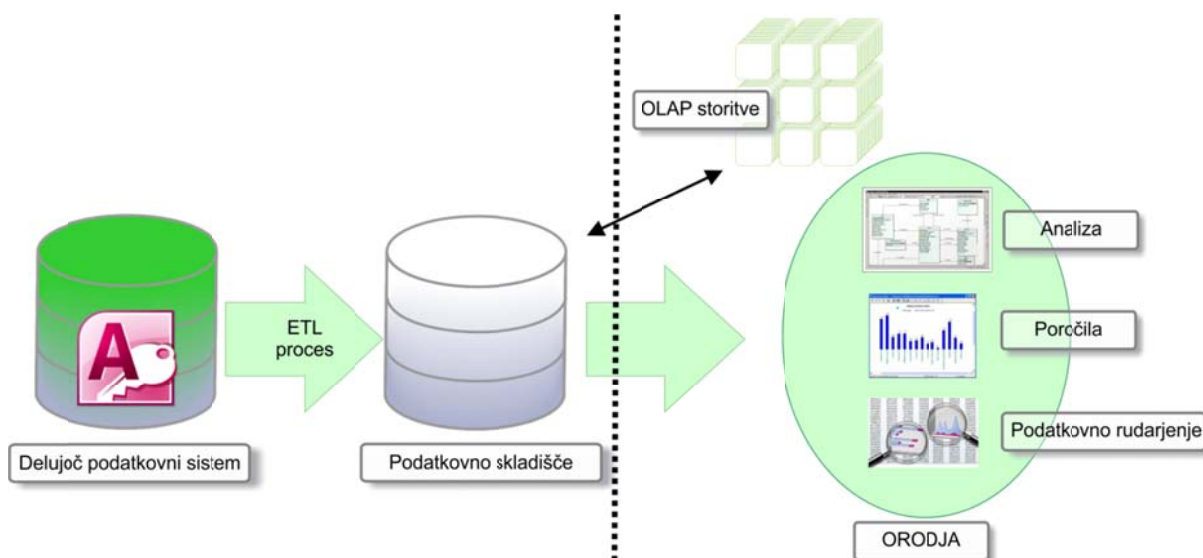 OLAP storitve
Analiza
ETL
proces
Poročila
A
Podatkovno rudarjenje
Delujoč podatkovni sistem
Podatkovno skladišče
ORODJA